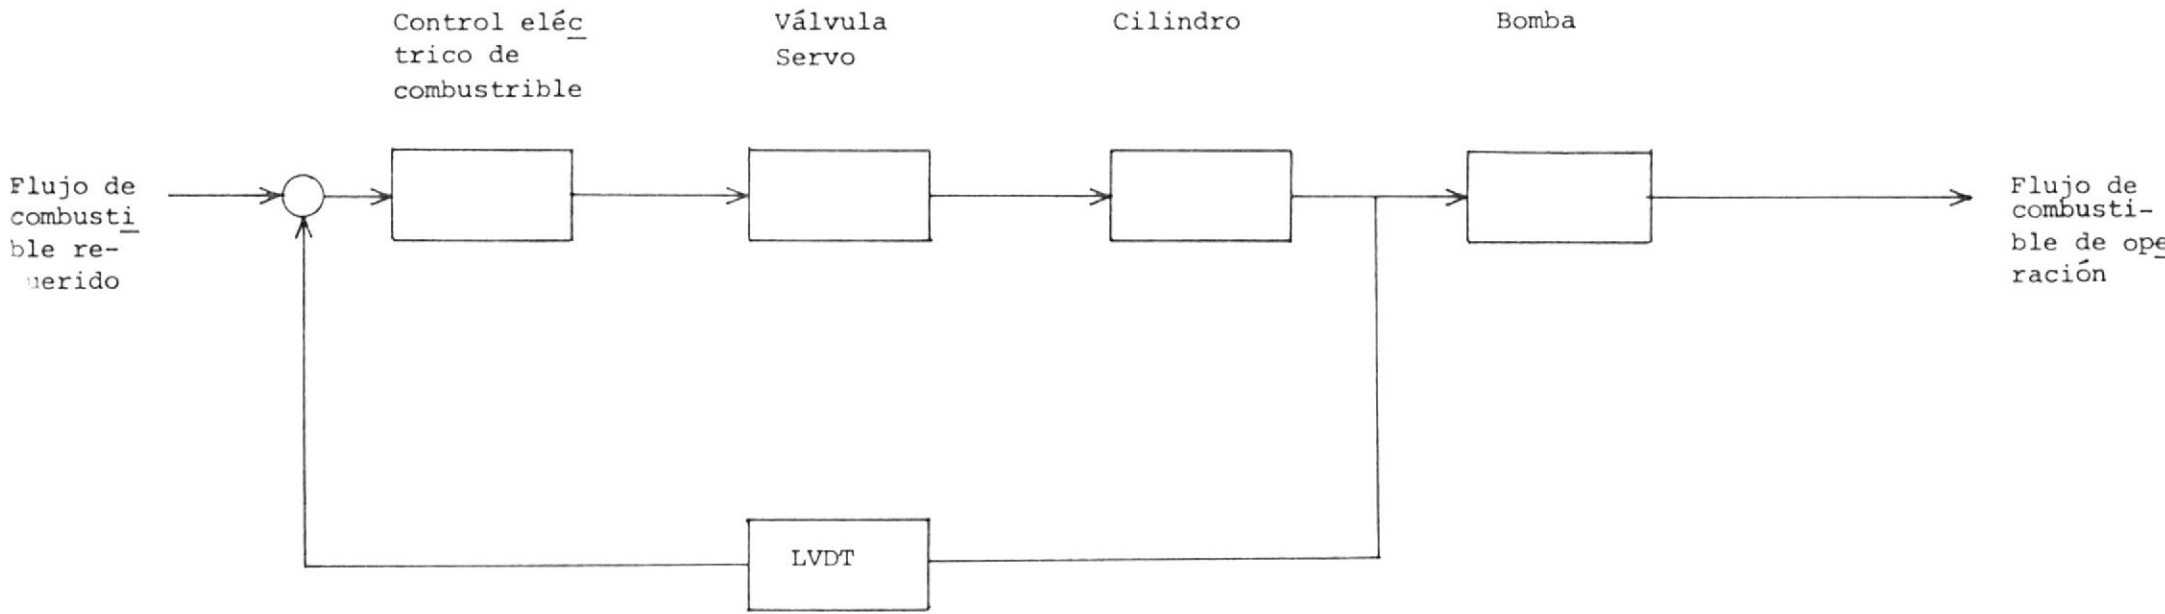 Control eléc
trico de
combustrible
Válvula
Servo
Cilindro
Bomba
Flujo de
combusti
ble re-
uerido
Flujo de
combusti-
ble de ope
ración
LVDT